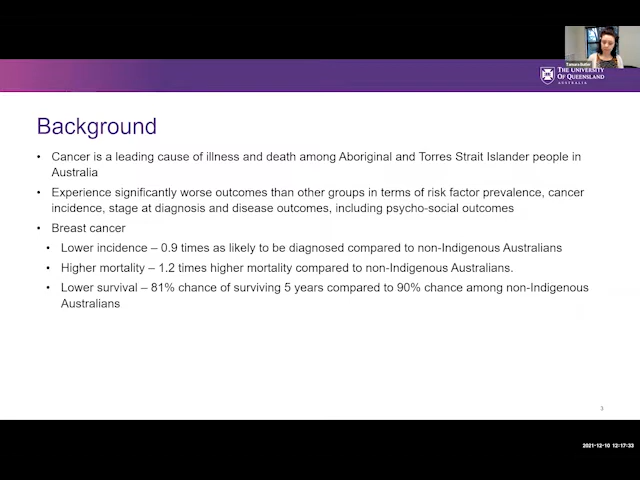 Tamara Butler
THE UNIVERSITY
OF QUEENSLAND
AUSTRALIA
Background
• Cancer is a leading cause of illness and death among Aboriginal and Torres Strait Islander people in
Australia
• Experience significantly worse outcomes than other groups in terms of risk factor prevalence, cancer
incidence, stage at diagnosis and disease outcomes, including psycho-social outcomes
• Breast cancer
• Lower incidence – 0.9 times as likely to be diagnosed compared to non-Indigenous Australians
• Higher mortality – 1.2 times higher mortality compared to non-Indigenous Australians.
• Lower survival – 81% chance of surviving 5 years compared to 90% chance among non-Indigenous
Australians
3
2021-12-10 12:17:33